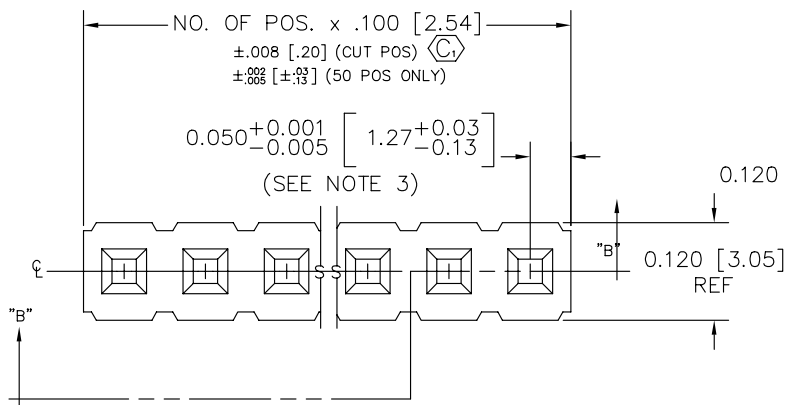 NO. OF POS. x .100 [2.54]
±.008 [.20] (CUT POS) C₁
±.002 .005 [±.03 .13] (50 POS ONLY)
0.050 +0.001 -0.005 [1.27 +0.03 -0.13]
(SEE NOTE 3)
0.120
"B"
0.120 [3.05]
REF
℄
S S
"B"